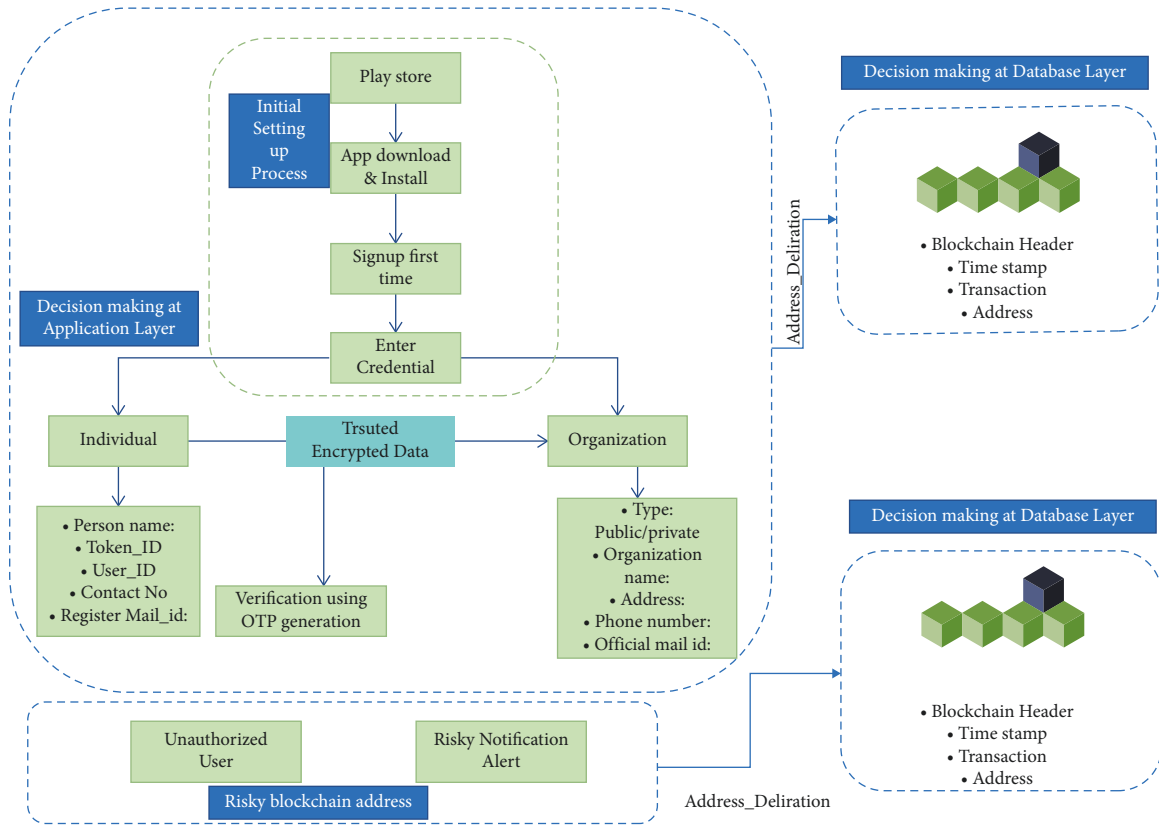 Play store
Initial
Setting
up
Process
App download
& Install
Signup first
time
Decision making at
Application Layer
Enter
Credential
Individual
Trsuted
Encrypted Data
Organization
• Person name:
• Token_ID
• User_ID
• Contact No
• Register Mail_id:
Verification using
OTP generation
• Type:
Public/private
• Organization
name:
• Address:
• Phone number:
• Official mail id:
Unauthorized
User
Risky Notification
Alert
Risky blockchain address
Address_Deliration
Decision making at Database Layer
• Blockchain Header
• Time stamp
• Transaction
• Address
Address_Deliration
Decision making at Database Layer
• Blockchain Header
• Time stamp
• Transaction
• Address